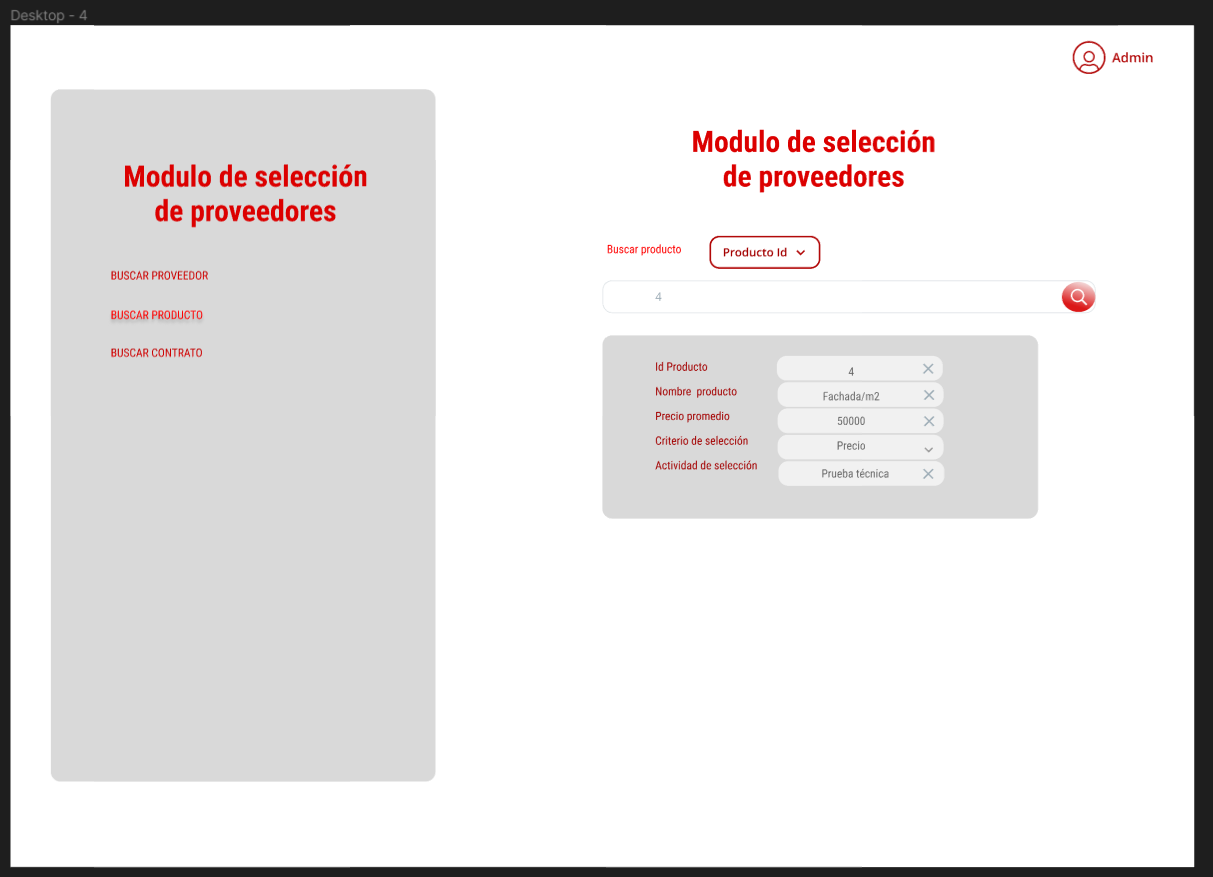 Desktop - 4
Admin
Modulo de selección
de proveedores
BUSCAR PROVEEDOR
BUSCAR PRODUCTO
BUSCAR CONTRATO
Modulo de selección
de proveedores
Buscar producto
Producto Id
4
Id Producto 4
Nombre producto Fachada/m2
Precio promedio 50000
Criterio de selección Precio
Actividad de selección Prueba técnica